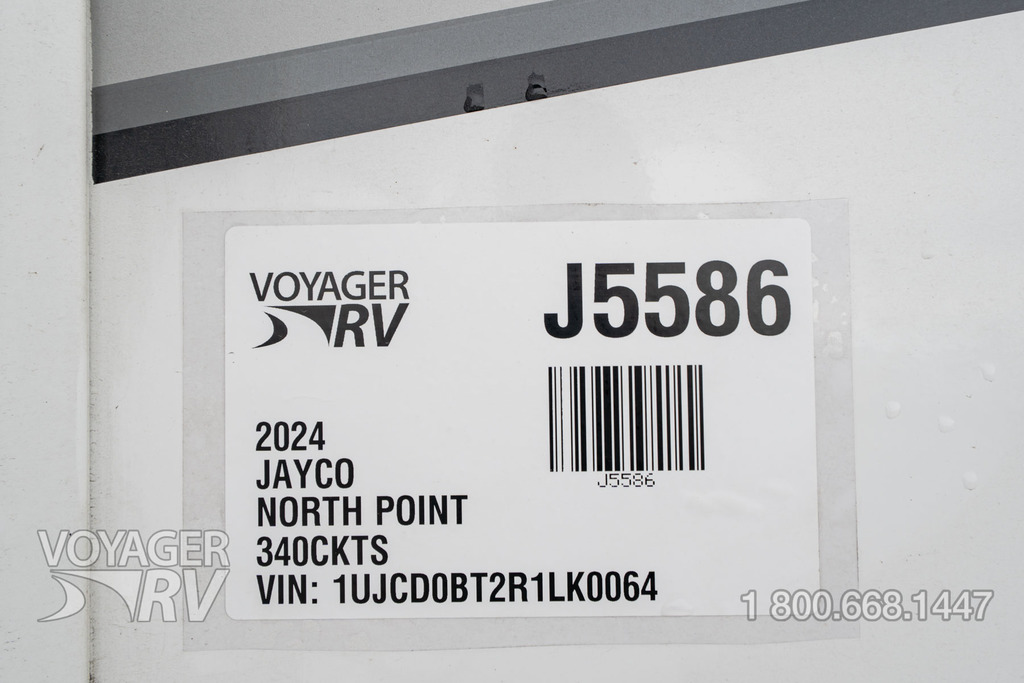 VOYAGER
RV
J5586
J5586
2024
JAYCO
NORTH POINT
340CKTS
VIN: 1UJCD0BT2R1LK0064
VOYAGER
RV
1 800.668.1447